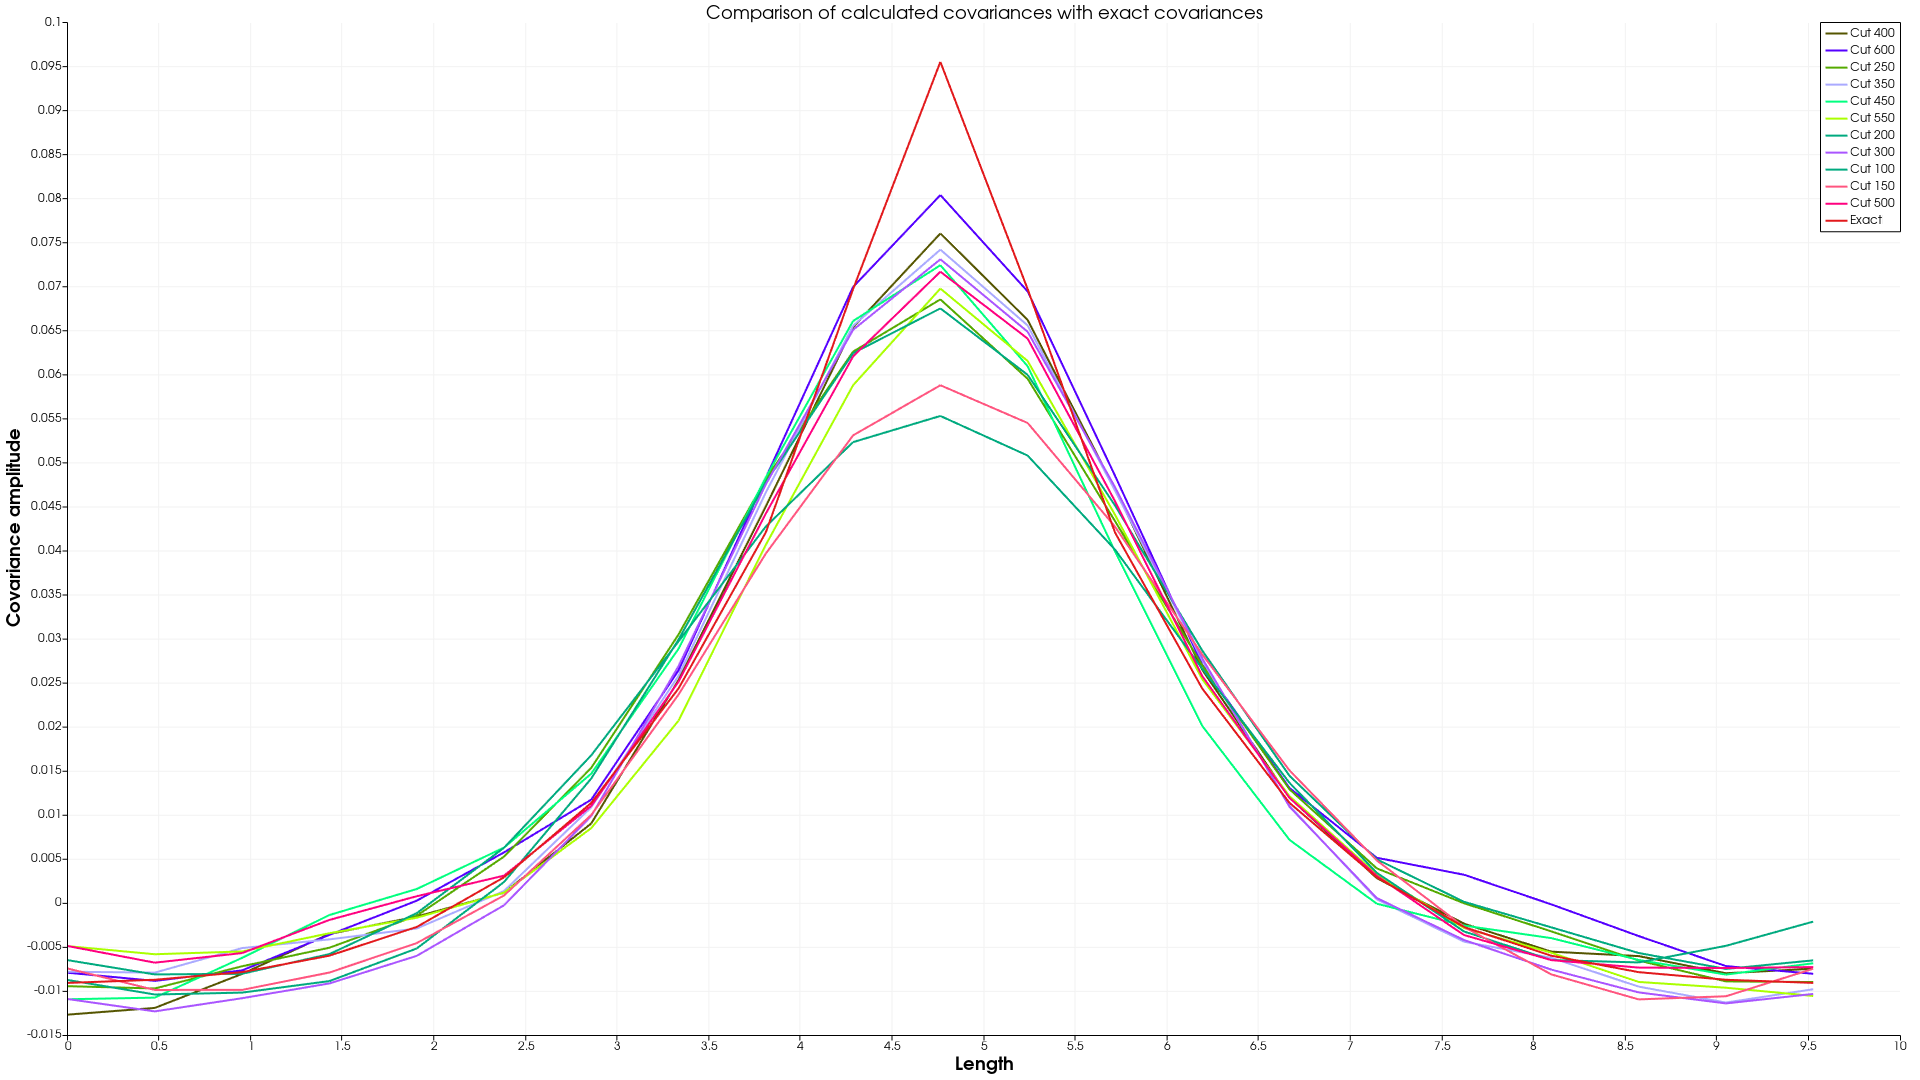 Comparison of calculated covariances with exact covariances
0.1
0.095
0.09
0.085
0.08
0.075
0.07
0.065
0.06
0.055
0.05
0.045
0.04
0.035
0.03
0.025
0.02
0.015
0.01
0.005
0
-0.005
-0.01
-0.015
Covariance amplitude
0 0.5 1 1.5 2 2.5 3 3.5 4 4.5 5 5.5 6 6.5 7 7.5 8 8.5 9 9.5 10
Length
Cut 400
Cut 600
Cut 250
Cut 350
Cut 450
Cut 550
Cut 200
Cut 300
Cut 100
Cut 150
Cut 500
Exact